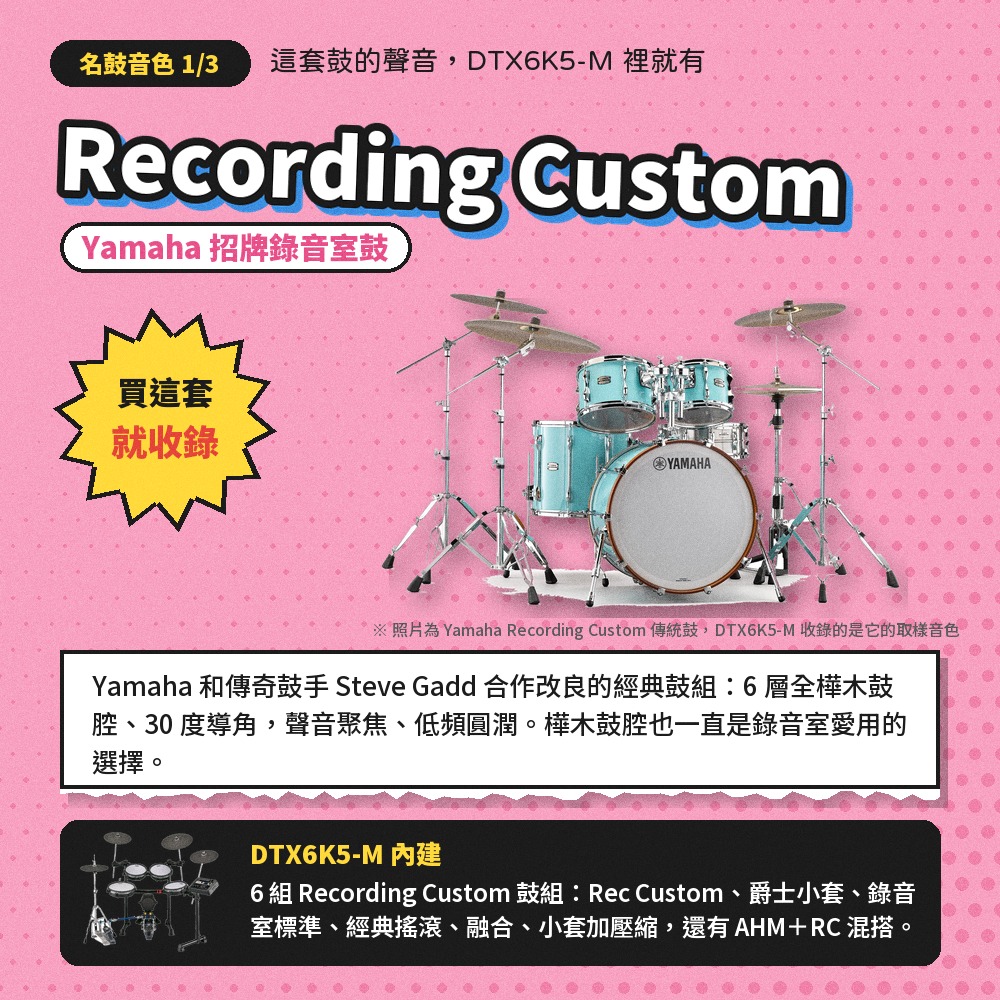 名鼓音色 1/3
這套鼓的聲音，DTX6K5-M 裡就有
Recording Custom
Yamaha 招牌錄音室鼓
買這套
就收錄
YAMAHA
※ 照片為 Yamaha Recording Custom 傳統鼓，DTX6K5-M 收錄的是它的取樣音色
Yamaha 和傳奇鼓手 Steve Gadd 合作改良的經典鼓組：6 層全樺木鼓
腔、30 度導角，聲音聚焦、低頻圓潤。樺木鼓腔也一直是錄音室愛用的
選擇。
DTX6K5-M 內建
6 組 Recording Custom 鼓組：Rec Custom、爵士小套、錄音
室標準、經典搖滾、融合、小套加壓縮，還有 AHM＋RC 混搭。